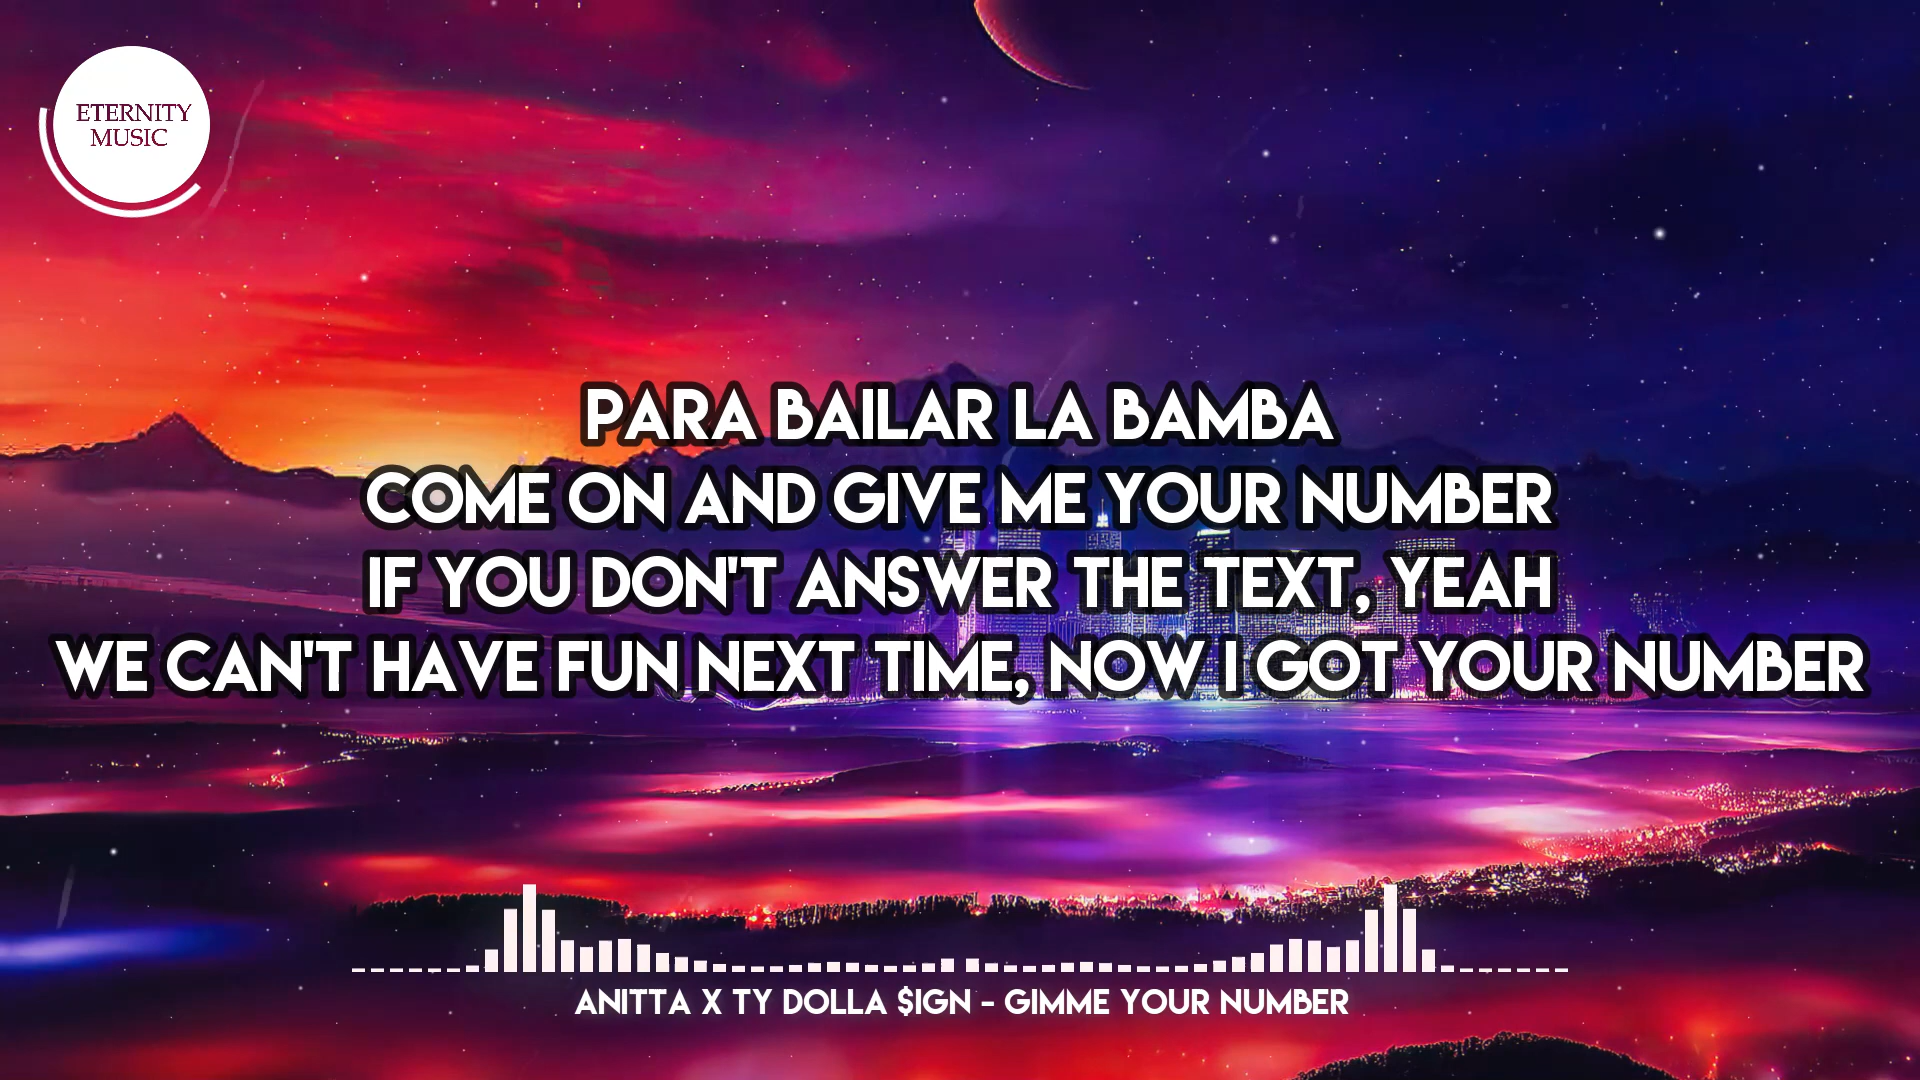 ETERNITY
MUSIC
PARA BAILAR LA BAMBA
COME ON AND GIVE ME YOUR NUMBER
IF YOU DON'T ANSWER THE TEXT, YEAH
WE CAN'T HAVE FUN NEXT TIME, NOW I GOT YOUR NUMBER
ANITTA X TY DOLLA $IGN - GIMME YOUR NUMBER